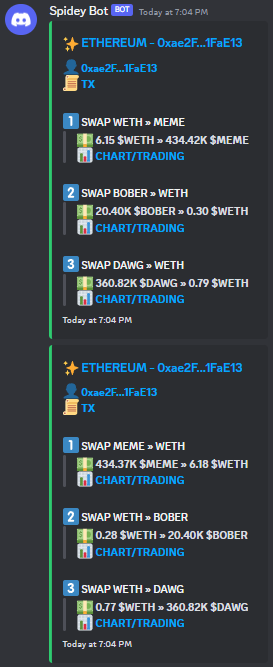 Spidey Bot BOT Today at 7:04 PM
✨ ETHEREUM - 0xae2F...1FaE13
👤 0xae2F...1FaE13
📜 TX
1️⃣ SWAP WETH » MEME
💵 6.15 $WETH » 434.42K $MEME
📊 CHART/TRADING
2️⃣ SWAP BOBER » WETH
💵 20.40K $BOBER » 0.30 $WETH
📊 CHART/TRADING
3️⃣ SWAP DAWG » WETH
💵 360.82K $DAWG » 0.79 $WETH
📊 CHART/TRADING
Today at 7:04 PM
✨ ETHEREUM - 0xae2F...1FaE13
👤 0xae2F...1FaE13
📜 TX
1️⃣ SWAP MEME » WETH
💵 434.37K $MEME » 6.18 $WETH
📊 CHART/TRADING
2️⃣ SWAP WETH » BOBER
💵 0.28 $WETH » 20.40K $BOBER
📊 CHART/TRADING
3️⃣ SWAP WETH » DAWG
💵 0.77 $WETH » 360.82K $DAWG
📊 CHART/TRADING
Today at 7:04 PM